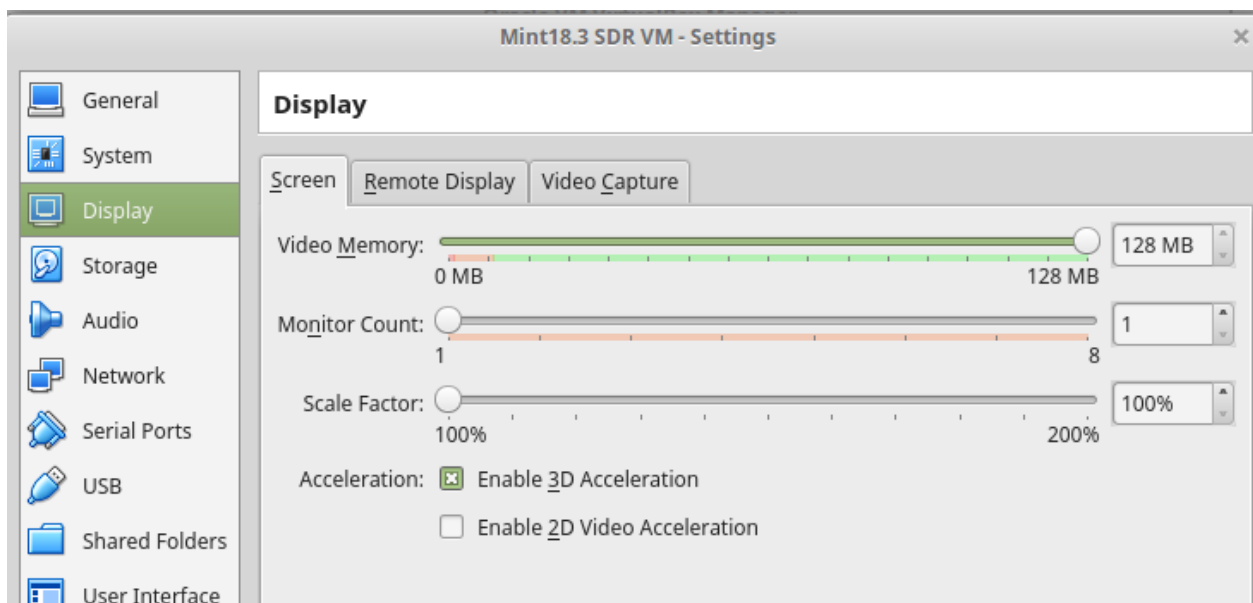 Mint18.3 SDR VM - Settings
General
System
Display
Storage
Audio
Network
Serial Ports
USB
Shared Folders
User Interface
Display
Screen Remote Display Video Capture
Video Memory: 128 MB
0 MB 128 MB
Monitor Count: 1
1 8
Scale Factor: 100%
100% 200%
Acceleration: Enable 3D Acceleration
Enable 2D Video Acceleration